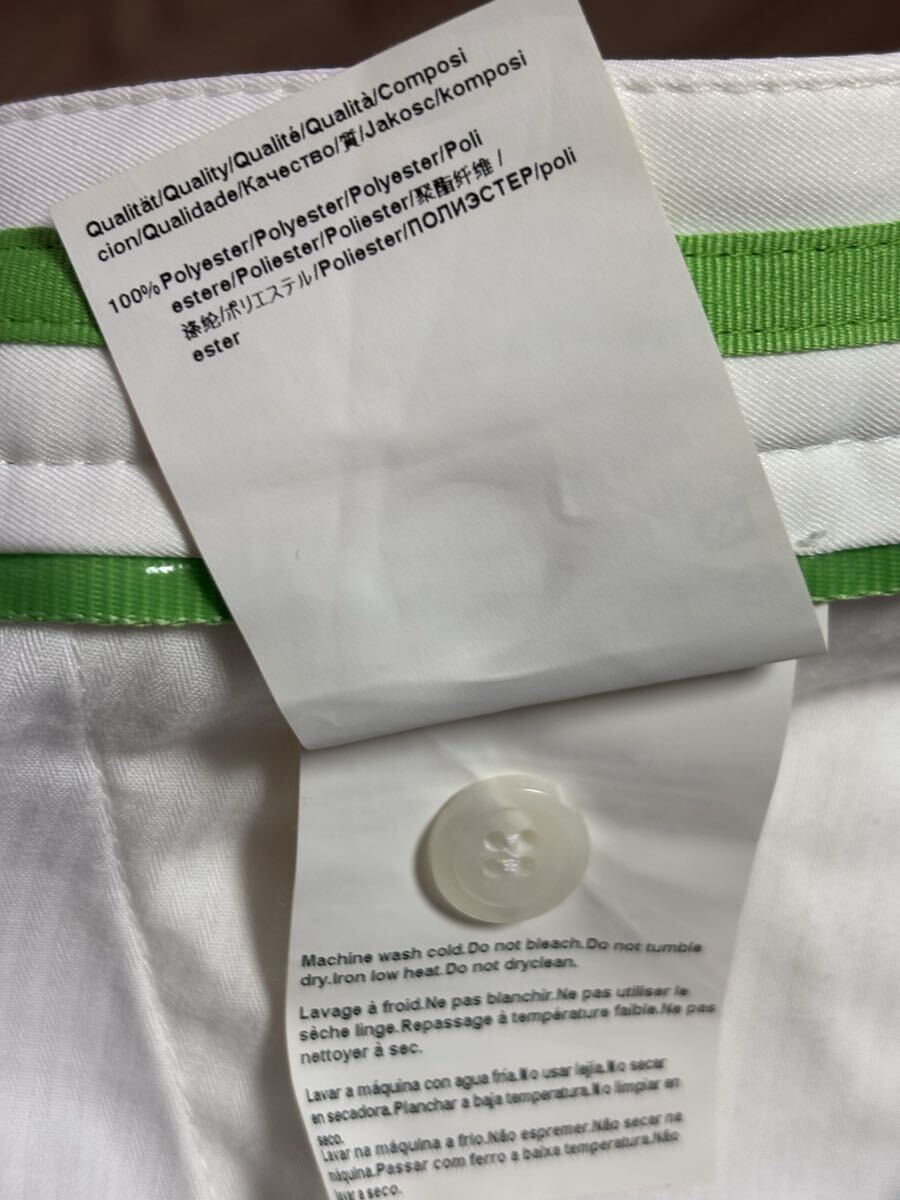 Qualität/Quality/Qualité/Qualità/Composi
cion/Qualidade/Качество/質/Jakosc/komposi
100% Polyester/Polyester/Polyester/Poli
estere/Poliester/Poliester/聚酯纤维 /
涤纶/ポリエステル/Poliester/ПОЛИЭСТЕР/poli
ester
Machine wash cold.Do not bleach.Do not tumble
dry.Iron low heat.Do not dryclean.
Lavage à froid.Ne pas blanchir.Ne pas utiliser le
sèche linge.Repassage à température faible.Ne pas
nettoyer à sec.
Lavar a máquina con agua fría.No usar lejía.No secar
en secadora.Planchar a baja temperatura.No limpiar en
seco.
Lavar na máquina a frio.Não espremer.Não secar na
máquina.Passar com ferro a baixa temperatura.Não
lavar a seco.